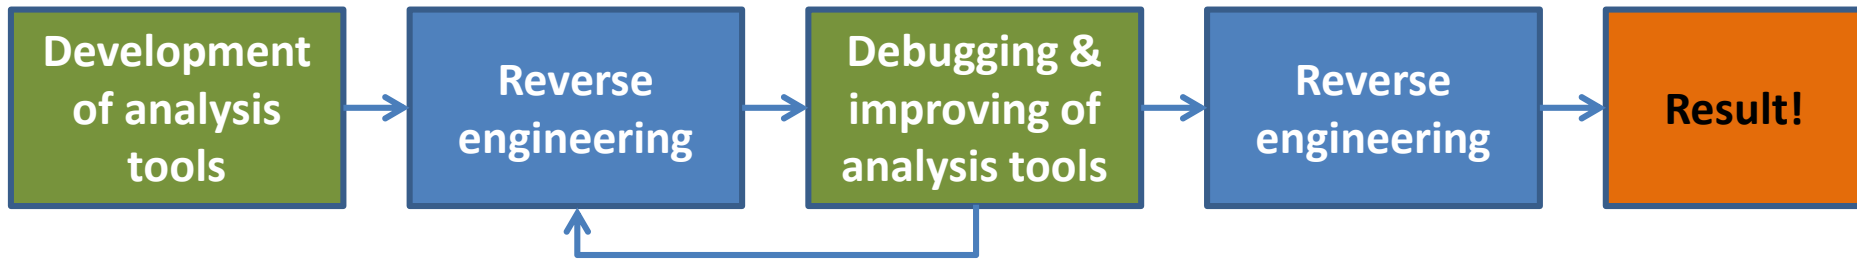 Development
of analysis
tools
Reverse
engineering
Debugging &
improving of
analysis tools
Reverse
engineering
Result!